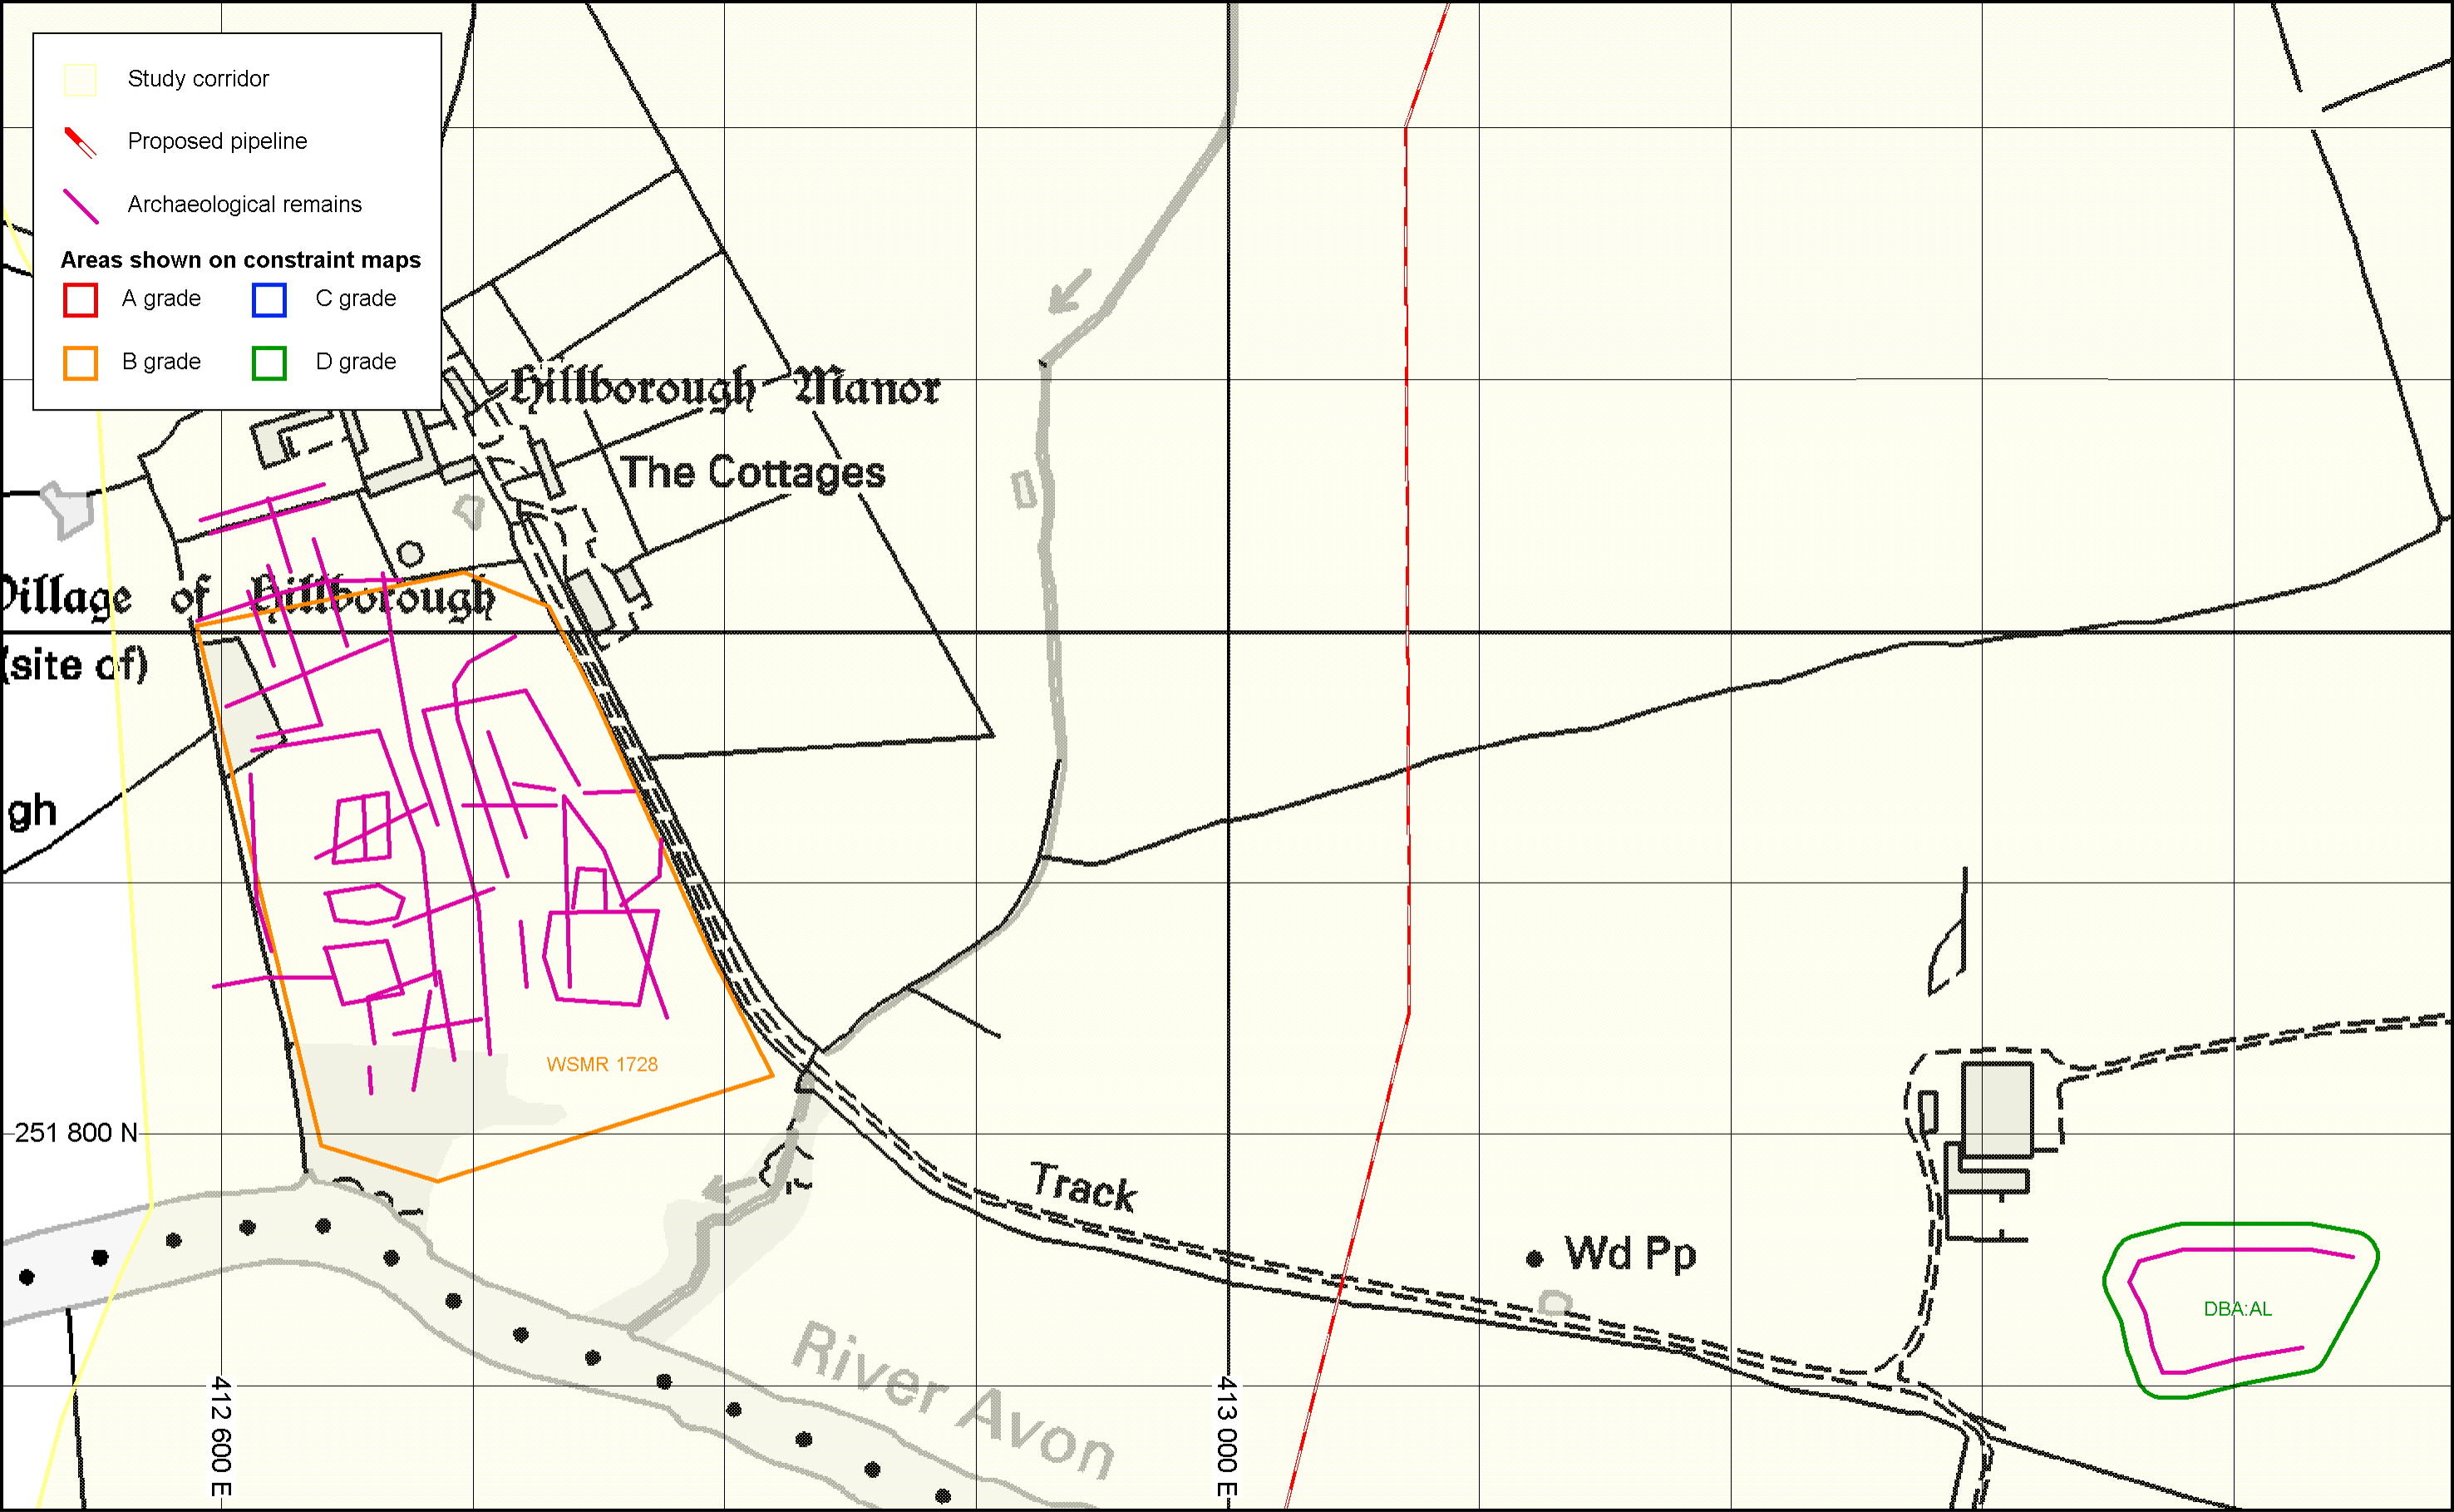 Study corridor
Proposed pipeline
Archaeological remains
Areas shown on constraint maps
A grade
C grade
B grade
D grade
Hillborough Manor
The Cottages
Village of Hillborough
(site of)
gh
WSMR 1728
251 800 N
Track
Wd Pp
DBA:AL
River Avon
412 600 E
413 000 E